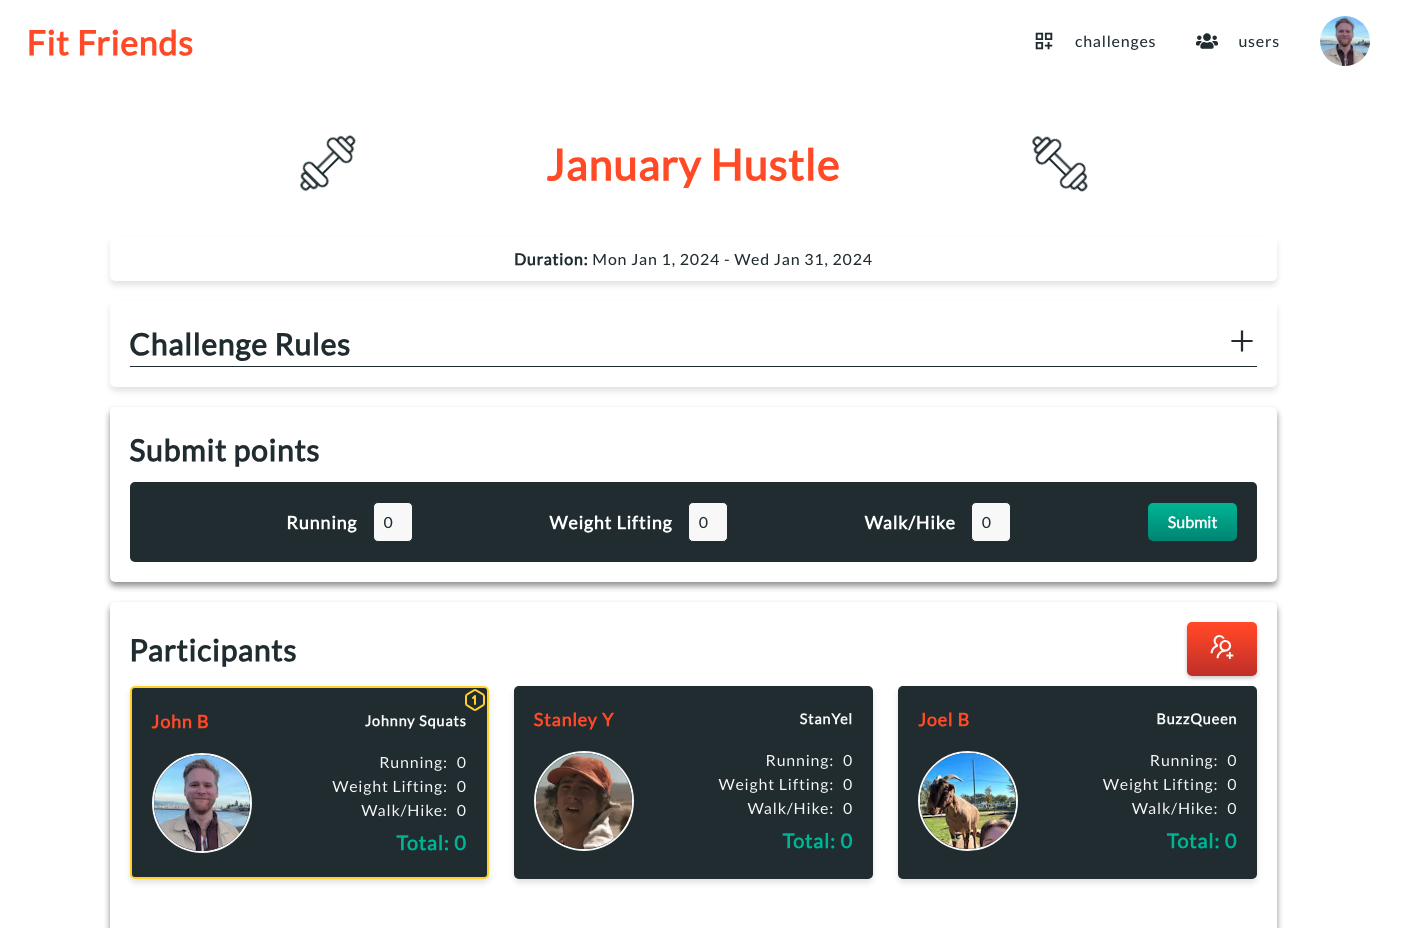 Fit Friends
challenges
users
January Hustle
Duration: Mon Jan 1, 2024 - Wed Jan 31, 2024
Challenge Rules
Submit points
Running 0 Weight Lifting 0 Walk/Hike 0 Submit
Participants
1
John B Johnny Squats
Running: 0
Weight Lifting: 0
Walk/Hike: 0
Total: 0
Stanley Y StanYel
Running: 0
Weight Lifting: 0
Walk/Hike: 0
Total: 0
Joel B BuzzQueen
Running: 0
Weight Lifting: 0
Walk/Hike: 0
Total: 0